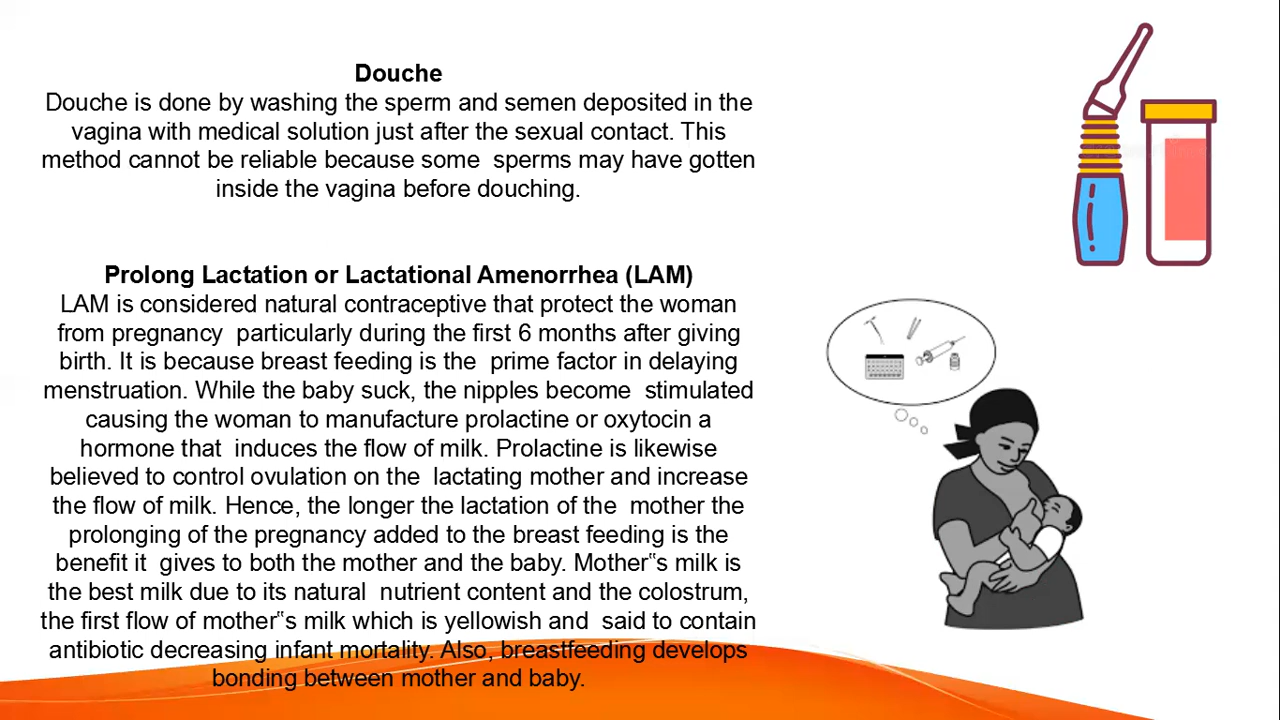 Douche
Douche is done by washing the sperm and semen deposited in the
vagina with medical solution just after the sexual contact. This
method cannot be reliable because some sperms may have gotten
inside the vagina before douching.
Prolong Lactation or Lactational Amenorrhea (LAM)
LAM is considered natural contraceptive that protect the woman
from pregnancy particularly during the first 6 months after giving
birth. It is because breast feeding is the prime factor in delaying
menstruation. While the baby suck, the nipples become stimulated
causing the woman to manufacture prolactine or oxytocin a
hormone that induces the flow of milk. Prolactine is likewise
believed to control ovulation on the lactating mother and increase
the flow of milk. Hence, the longer the lactation of the mother the
prolonging of the pregnancy added to the breast feeding is the
benefit it gives to both the mother and the baby. Mother‟s milk is
the best milk due to its natural nutrient content and the colostrum,
the first flow of mother‟s milk which is yellowish and said to contain
antibiotic decreasing infant mortality. Also, breastfeeding develops
bonding between mother and baby.